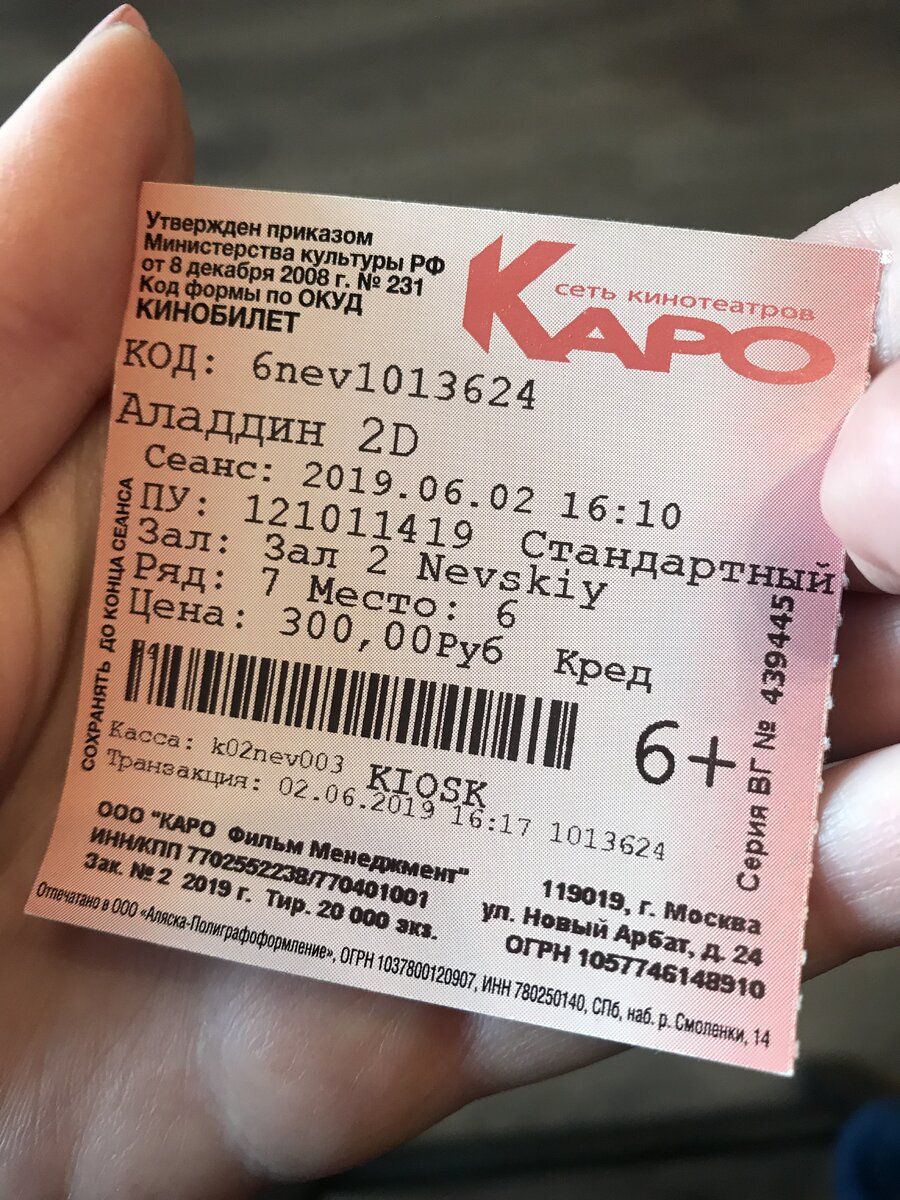 Утвержден приказом
Министерства культуры РФ
от 8 декабря 2008 г. № 231
Код формы по ОКУД
КИНОБИЛЕТ
сеть кинотеатров
КАРО
КОД: 6nev1013624
Аладдин 2D
Сеанс: 2019.06.02 16:10
ПУ: 121011419 Стандартный
Зал: Зал 2 Nevskiy
Ряд: 7 Место: 6
Цена: 300,00Руб Кред
СОХРАНЯТЬ ДО КОНЦА СЕАНСА
6+
Серия ВГ № 439445
Касса: k02nev003 KIOSK
Транзакция: 02.06.2019 16:17 1013624
ООО "КАРО Фильм Менеджмент"
ИНН/КПП 7702552238/770401001
Зак. № 2 2019 г. Тир. 20 000 экз.
119019, г. Москва
ул. Новый Арбат, д. 24
ОГРН 1057746148910
Отпечатано в ООО «Аляска-Полиграфоформление», ОГРН 1037800120907, ИНН 780250140, СПб, наб. р. Смоленки, 14